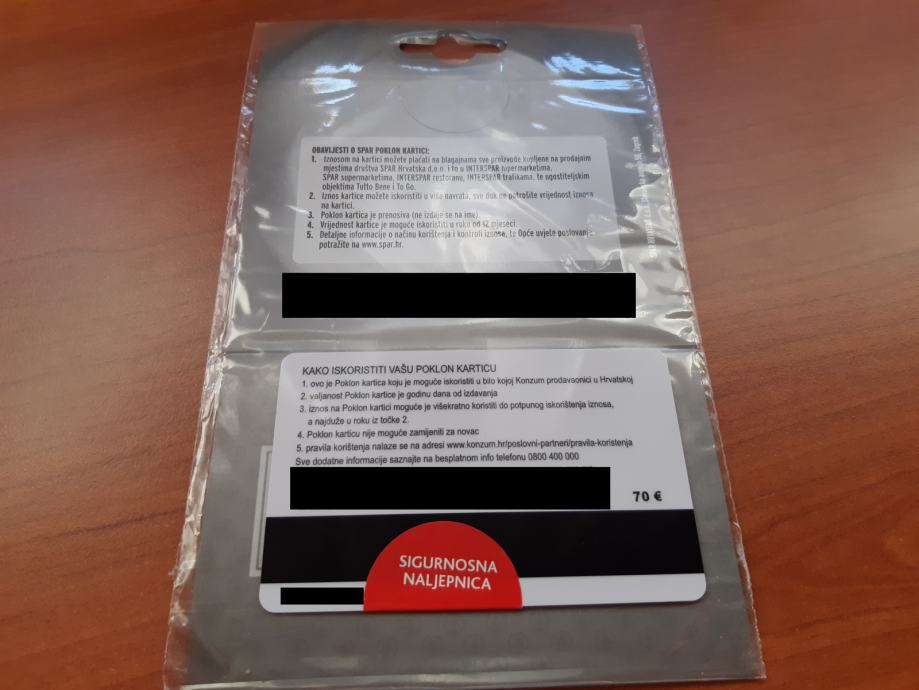 OBAVIJESTI O SPAR POKLON KARTICI:
1. Iznosom na kartici možete plaćati na blagajnama sve proizvode kupljene na prodajnim
mjestima društva SPAR Hrvatska d.o.o. i to u INTERSPAR hipermarketima,
SPAR supermarketima, INTERSPAR restorani, INTERSPAR trafikama, te ugostiteljskim
objektima Tutto Bene i To Go.
2. Iznos kartice možete iskoristiti u više navrata, sve dok ne potrošite vrijednost iznosa
na kartici.
3. Poklon kartica je prenosiva (ne izdaje se na ime).
4. Vrijednost kartice je moguće iskoristiti u roku od 12 mjeseci.
5. Detaljne informacije o načinu korištenja i kontroli iznosa, te Opće uvjete poslovanja
potražite na www.spar.hr.
KAKO ISKORISTITI VAŠU POKLON KARTICU
1. ovo je Poklon kartica koju je moguće iskoristiti u bilo kojoj Konzum prodavaonici u Hrvatskoj
2. valjanost Poklon kartice je godinu dana od izdavanja
3. iznos na Poklon kartici moguće je višekratno koristiti do potpunog iskorištenja iznosa,
a najduže u roku iz točke 2.
4. Poklon karticu nije moguće zamijeniti za novac
5. pravila korištenja nalaze se na adresi www.konzum.hr/poslovni-partneri/pravila-koristenja
Sve dodatne informacije saznajte na besplatnom info telefonu 0800 400 000
70 €
SIGURNOSNA
NALJEPNICA